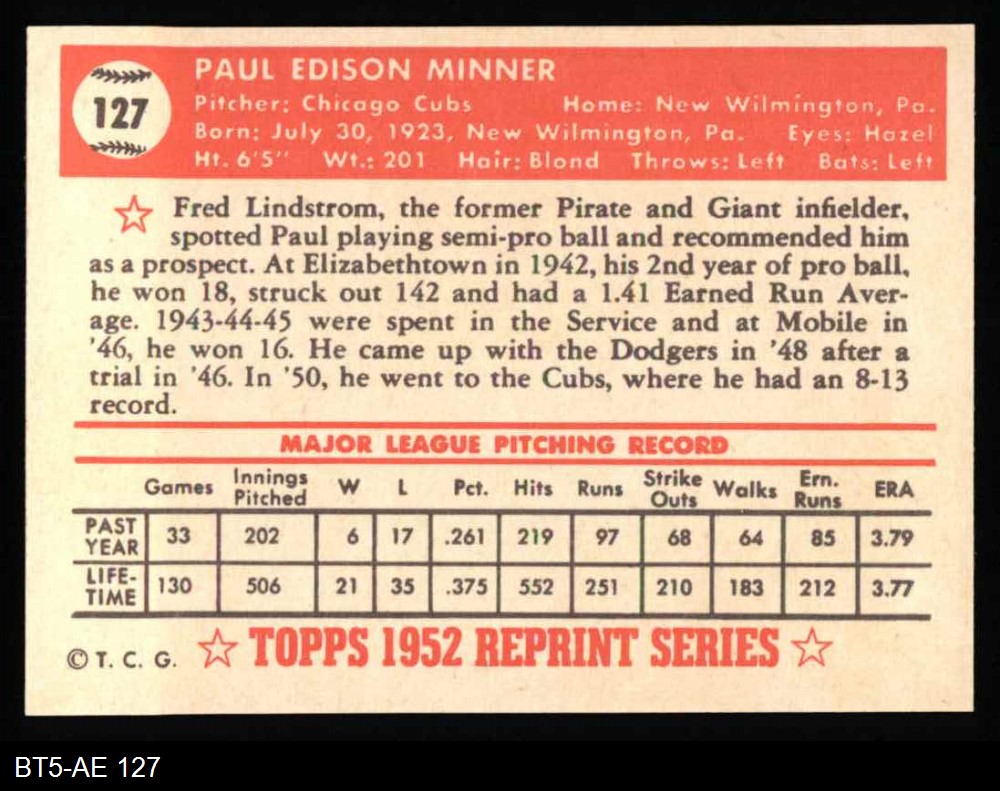 127
PAUL EDISON MINNER
Pitcher: Chicago Cubs Home: New Wilmington, Pa.
Born: July 30, 1923, New Wilmington, Pa. Eyes: Hazel
Ht. 6'5" Wt.: 201 Hair: Blond Throws: Left Bats: Left
Fred Lindstrom, the former Pirate and Giant infielder,
spotted Paul playing semi-pro ball and recommended him
as a prospect. At Elizabethtown in 1942, his 2nd year of pro ball,
he won 18, struck out 142 and had a 1.41 Earned Run Aver-
age. 1943-44-45 were spent in the Service and at Mobile in
'46, he won 16. He came up with the Dodgers in '48 after a
trial in '46. In '50, he went to the Cubs, where he had an 8-13
record.
MAJOR LEAGUE PITCHING RECORD
Games Innings Pitched W L Pct. Hits Runs Strike Outs Walks Ern. Runs ERA
PAST YEAR 33 202 6 17 .261 219 97 68 64 85 3.79
LIFE-TIME 130 506 21 35 .375 552 251 210 183 212 3.77
© T. C. G. TOPPS 1952 REPRINT SERIES
BT5-AE 127